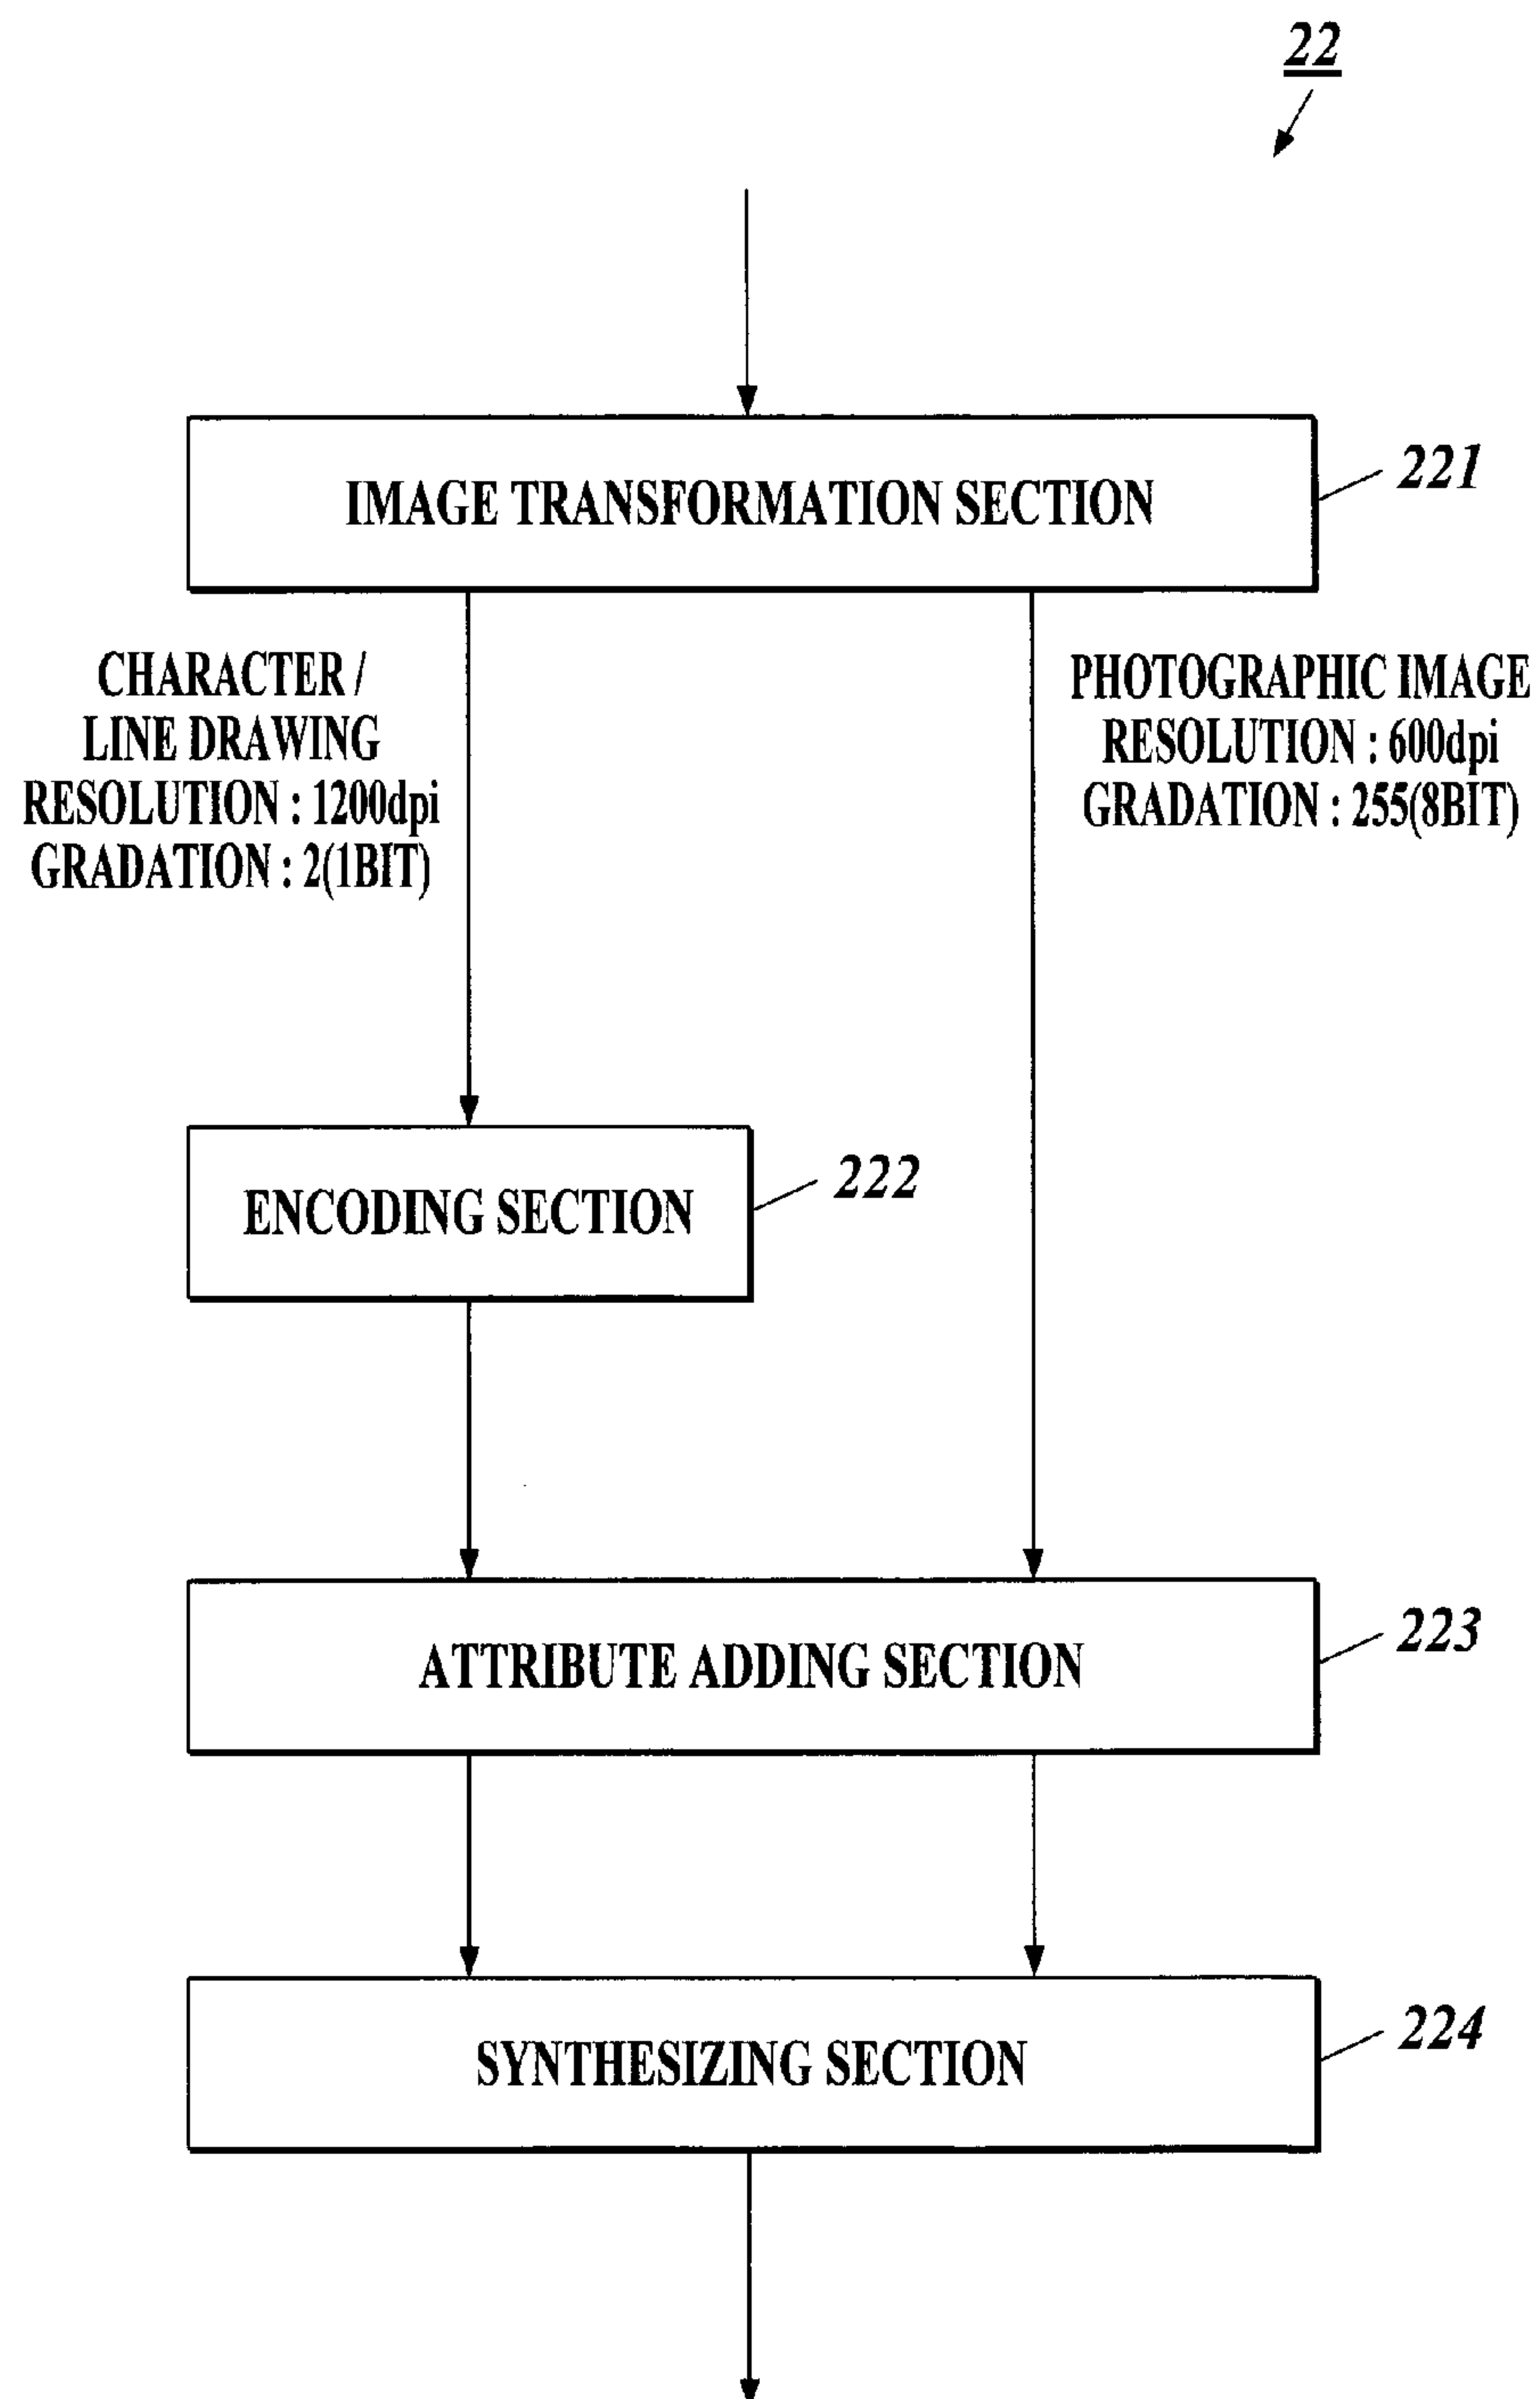 22
IMAGE TRANSFORMATION SECTION
221
CHARACTER /
LINE DRAWING
RESOLUTION : 1200dpi
GRADATION : 2(1BIT)
PHOTOGRAPHIC IMAGE
RESOLUTION : 600dpi
GRADATION : 255(8BIT)
ENCODING SECTION
222
ATTRIBUTE ADDING SECTION
223
SYNTHESIZING SECTION
224